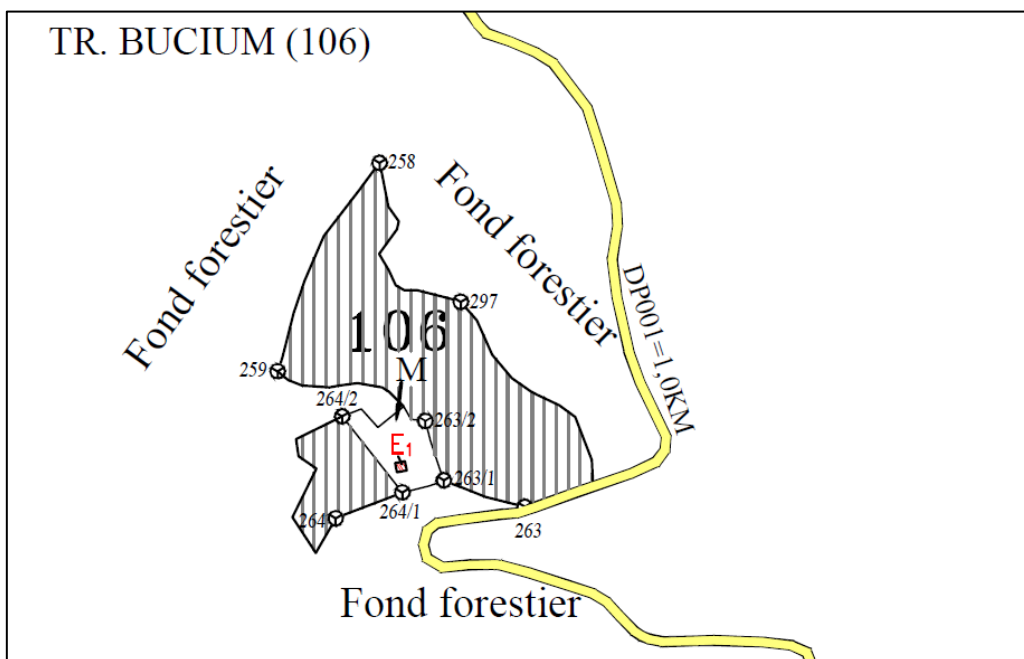 TR. BUCIUM (106)
258
Fond forestier
Fond forestier
297
DP001=1,0KM
106
259
M
264/2
263/2
E1
263/1
264/1
264
263
Fond forestier